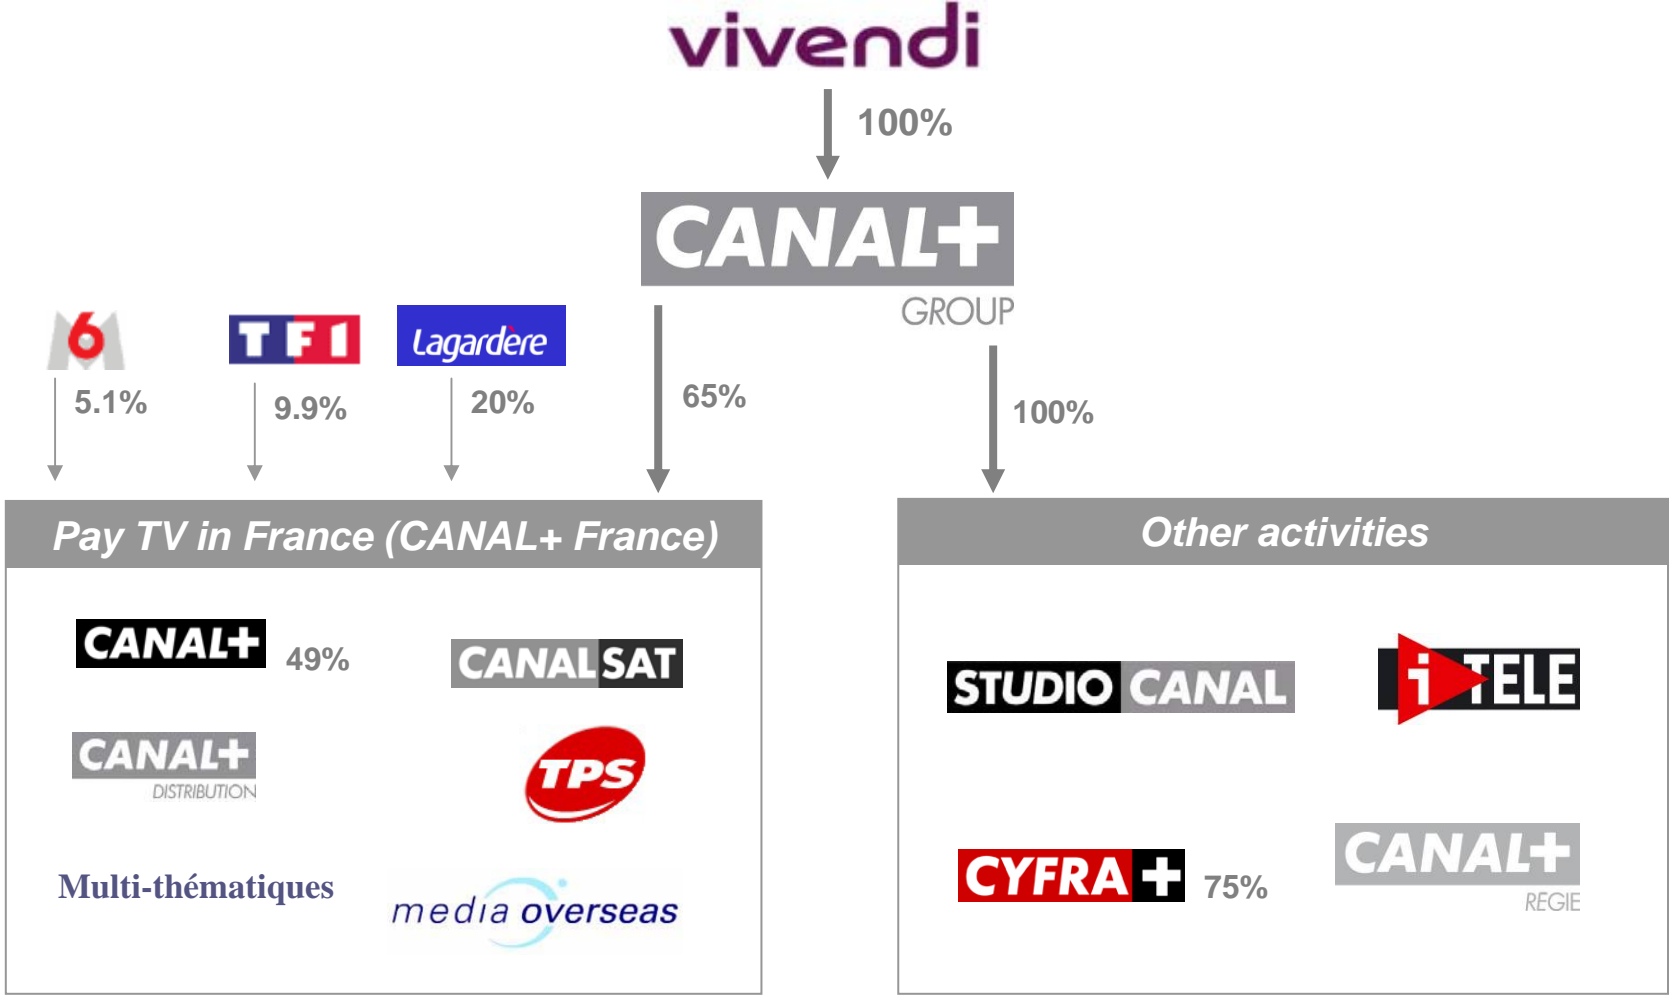 vivendi
100%
CANAL+
GROUP
M6
TF1
Lagardère
5.1%
9.9%
20%
65%
100%
Pay TV in France (CANAL+ France)
Other activities
CANAL+ 49%
CANALSAT
STUDIO CANAL
i TELE
CANAL+
DISTRIBUTION
TPS
Multi-thématiques
media overseas
CYFRA + 75%
CANAL+
RÉGIE